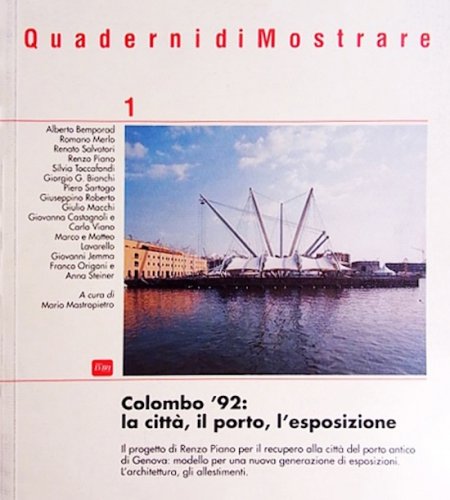 QuadernidiMostrare
1
Alberto Bemporad
Romano Merlo
Renato Salvatori
Renzo Piano
Silvia Toccafondi
Giorgio G. Bianchi
Piero Sartogo
Giuseppino Roberto
Giulio Macchi
Giovanna Castagnoli e
Carla Viano
Marco e Matteo
Lavarello
Giovanni Jemma
Franco Origoni e
Anna Steiner
A cura di
Mario Mastropietro
Colombo '92:
la città, il porto, l'esposizione
Il progetto di Renzo Piano per il recupero alla città del porto antico
di Genova: modello per una nuova generazione di esposizioni.
L'architettura, gli allestimenti.